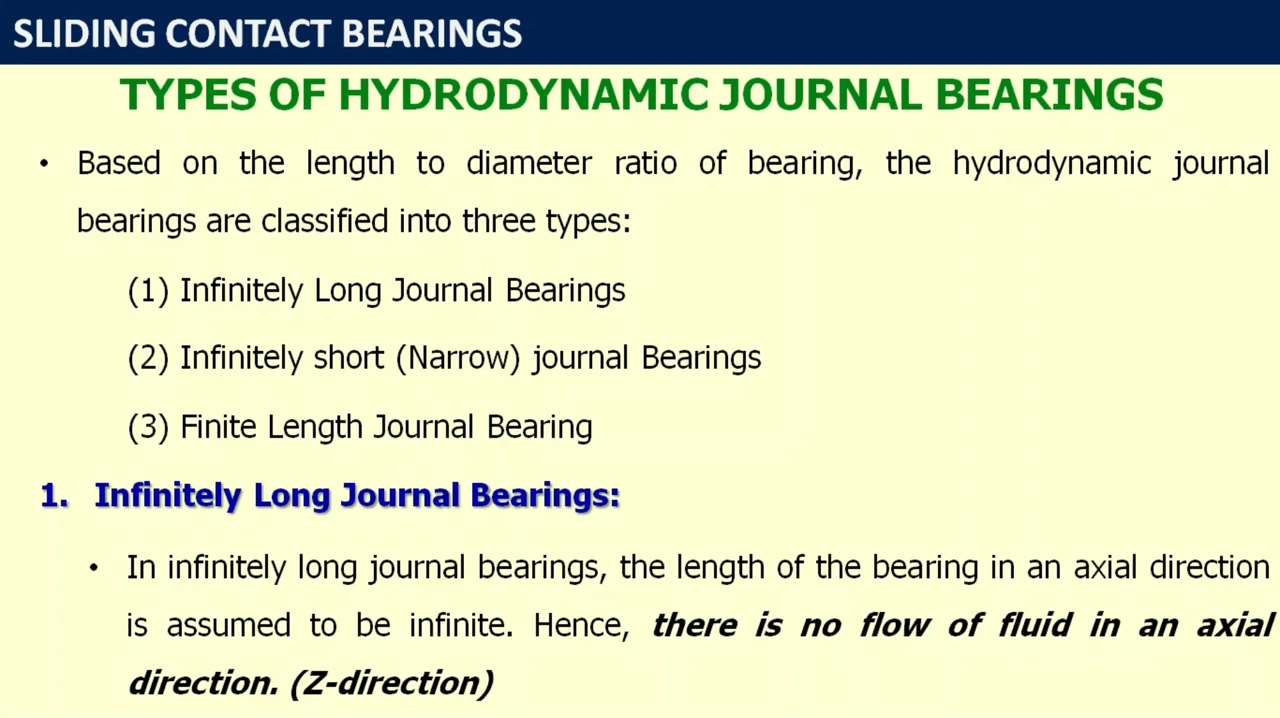 SLIDING CONTACT BEARINGS
TYPES OF HYDRODYNAMIC JOURNAL BEARINGS
• Based on the length to diameter ratio of bearing, the hydrodynamic journal
bearings are classified into three types:
(1) Infinitely Long Journal Bearings
(2) Infinitely short (Narrow) journal Bearings
(3) Finite Length Journal Bearing
1. Infinitely Long Journal Bearings:
• In infinitely long journal bearings, the length of the bearing in an axial direction
is assumed to be infinite. Hence, there is no flow of fluid in an axial
direction. (Z-direction)